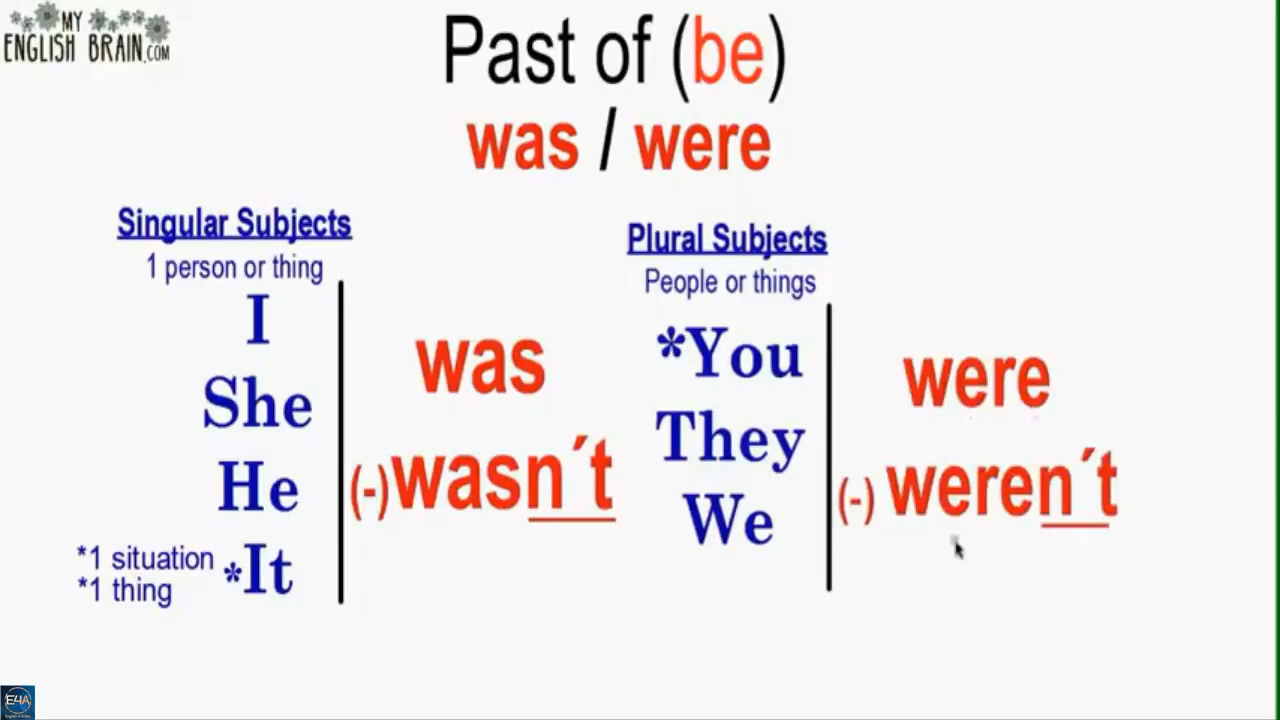 MY
ENGLISH BRAIN.COM
Past of (be)
was / were
Singular Subjects
1 person or thing
I
She
He
*1 situation
*1 thing
*It
was
(-)wasn´t
Plural Subjects
People or things
*You
They
We
were
(-) weren´t
E4A